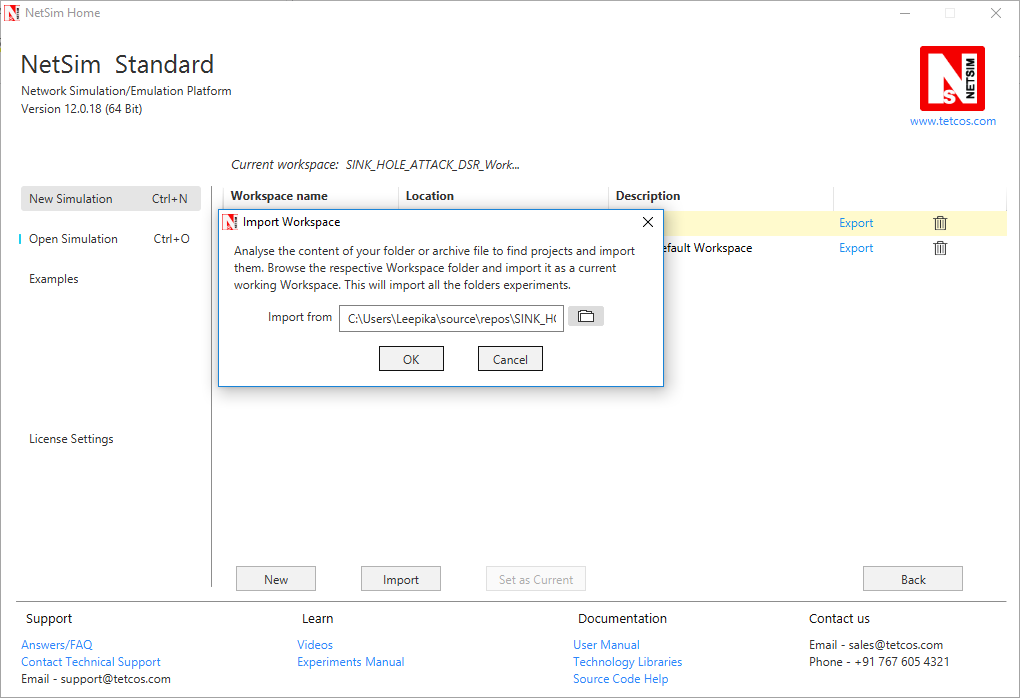 NetSim Home
NetSim Standard
Network Simulation/Emulation Platform
Version 12.0.18 (64 Bit)
NETSIM
www.tetcos.com
Current workspace: SINK_HOLE_ATTACK_DSR_Work...
New Simulation Ctrl+N
Open Simulation Ctrl+O
Examples
License Settings
Workspace name Location Description
Export
efault Workspace Export
Import Workspace
Analyse the content of your folder or archive file to find projects and import
them. Browse the respective Workspace folder and import it as a current
working Workspace. This will import all the folders experiments.
Import from C:\Users\Leepika\source\repos\SINK_HO
OK Cancel
New Import Set as Current Back
Support Learn Documentation Contact us
Answers/FAQ Videos User Manual Email - sales@tetcos.com
Contact Technical Support Experiments Manual Technology Libraries Phone - +91 767 605 4321
Email - support@tetcos.com Source Code Help